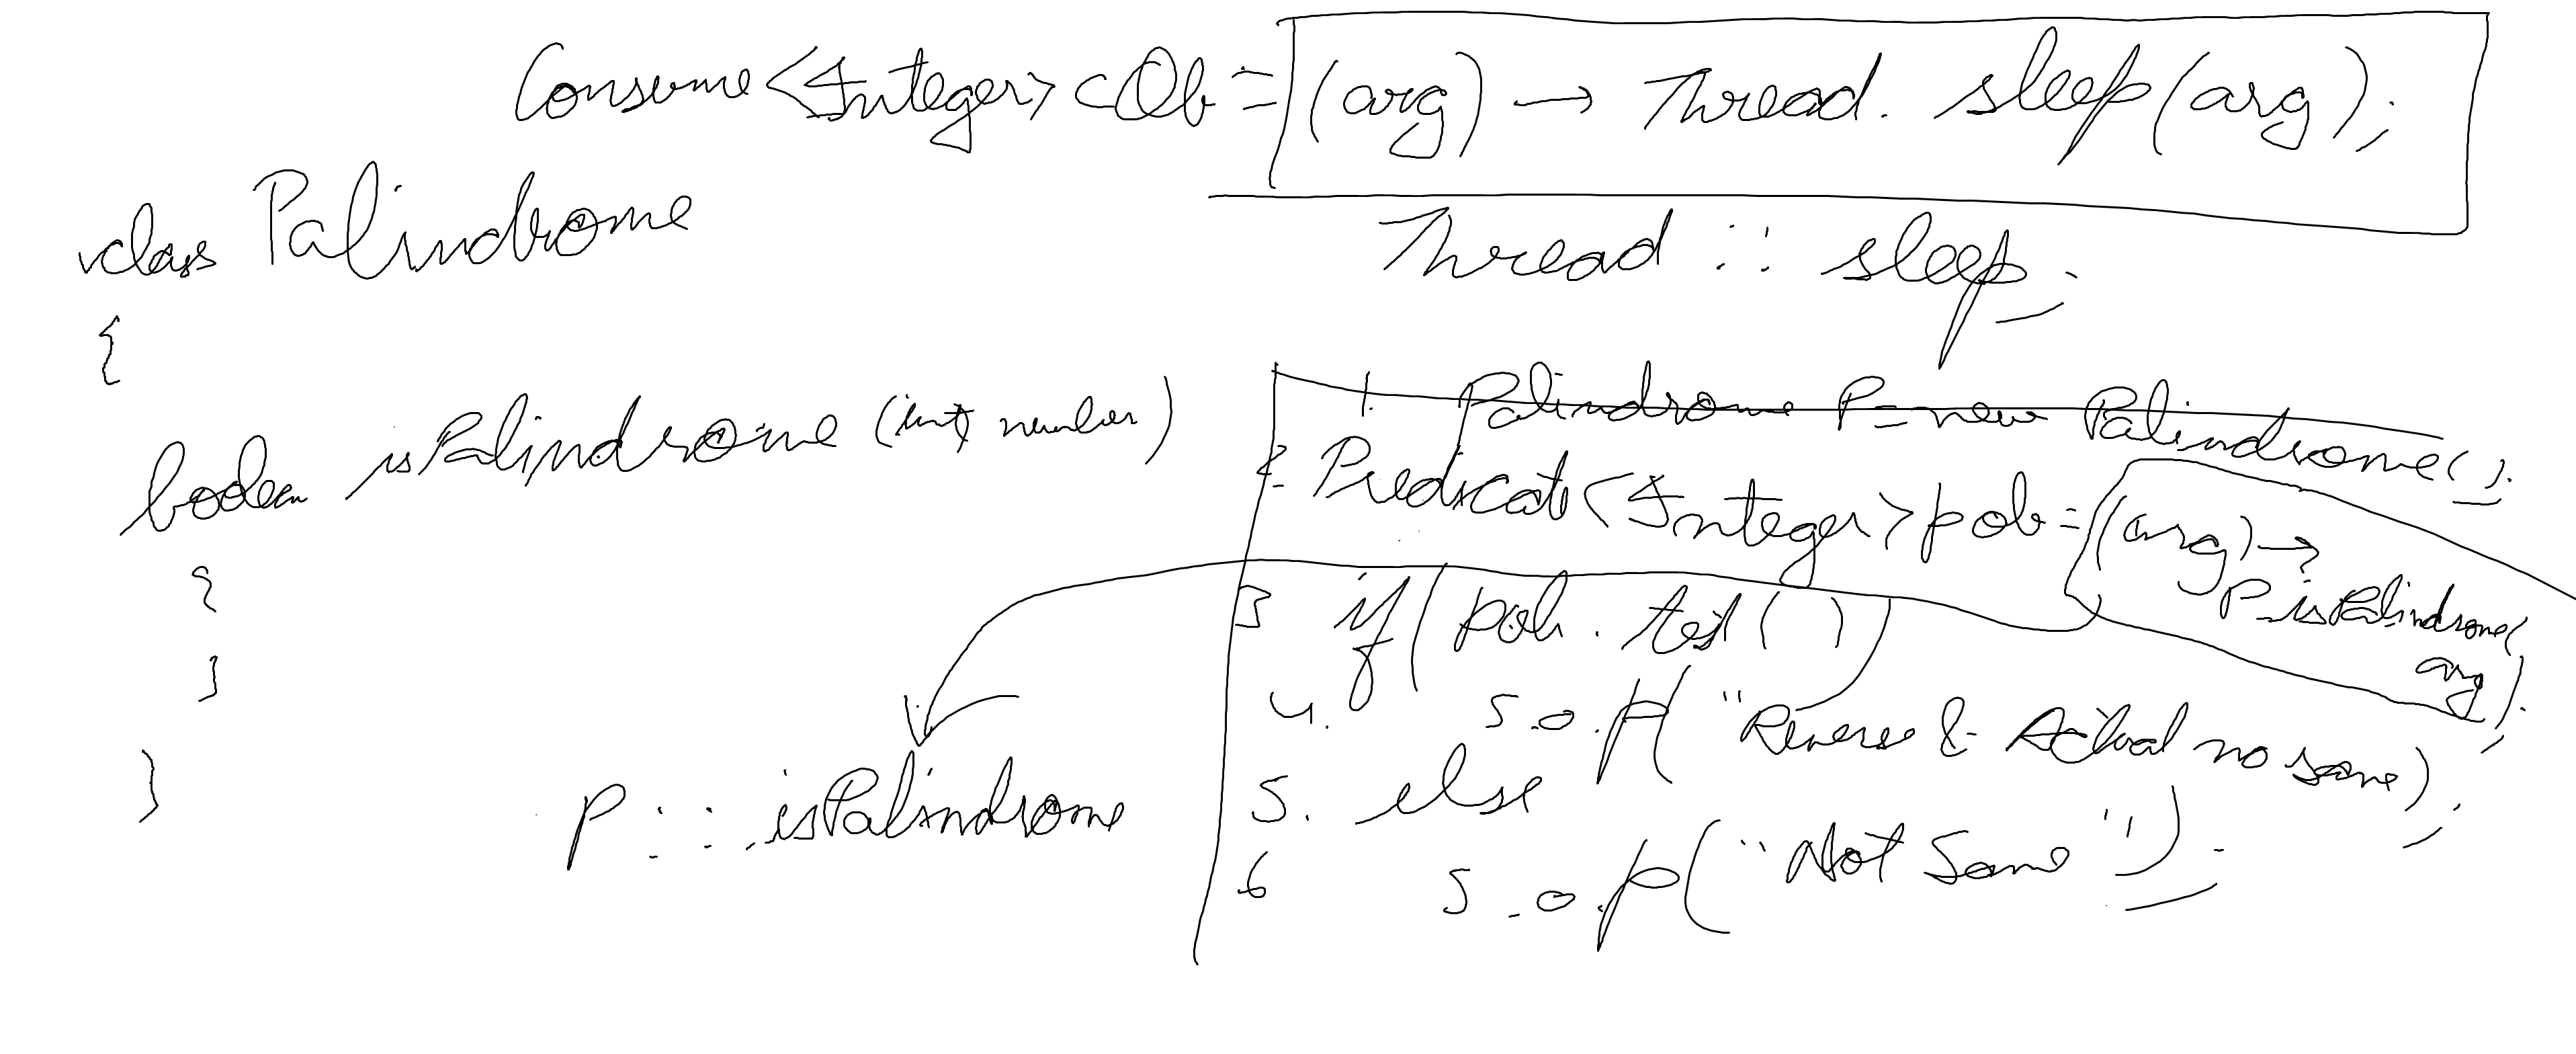 Consume<Integer> cOb = (arg) → Thread. sleep(arg);
Thread :: sleep;
class Palindrome
{
boolean isPalindrome (int number)
{
}
}
1. Palindrome P = new Palindrome();
2. Predicate<Integer> pob = (arg) →
P.isPalindrome(
arg);
3 if (pob. test( ))
4. S.o.p( "Reverse & Actual no same);
5. else
6 S.o.p("Not Same");
P :: isPalindrome